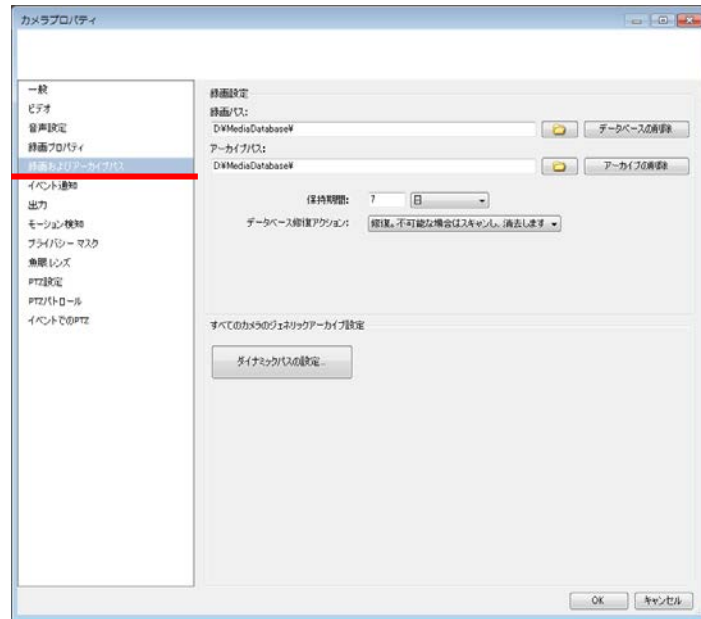 カメラプロパティ
一般
ビデオ
音声設定
録画プロパティ
録画およびアーカイブパス
イベント通知
出力
モーション検知
プライバシー マスク
魚眼レンズ
PTZ設定
PTZパトロール
イベントでのPTZ
録画設定
録画パス:
D¥MediaDatabase¥
データベースの削除
アーカイブパス:
D¥MediaDatabase¥
アーカイブの削除
保持期間: 7 日
データベース修復アクション: 修復。不可能な場合はスキャンし、消去します
すべてのカメラのジェネリックアーカイブ設定
ダイナミックパスの設定...
OK キャンセル